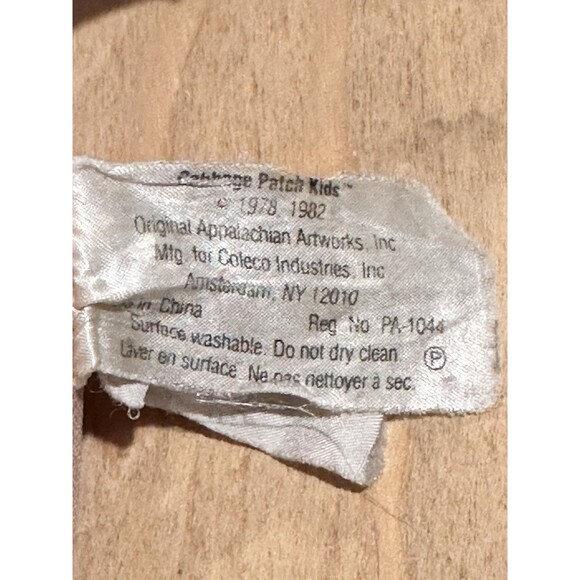 Cabbage Patch Kids™
© 1978 1982
Original Appalachian Artworks, Inc
Mfg. for Coleco Industries, Inc
Amsterdam, NY 12010
in China Reg. No PA-1044
Surface washable. Do not dry clean P
Laver en surface. Ne pas nettoyer à sec.